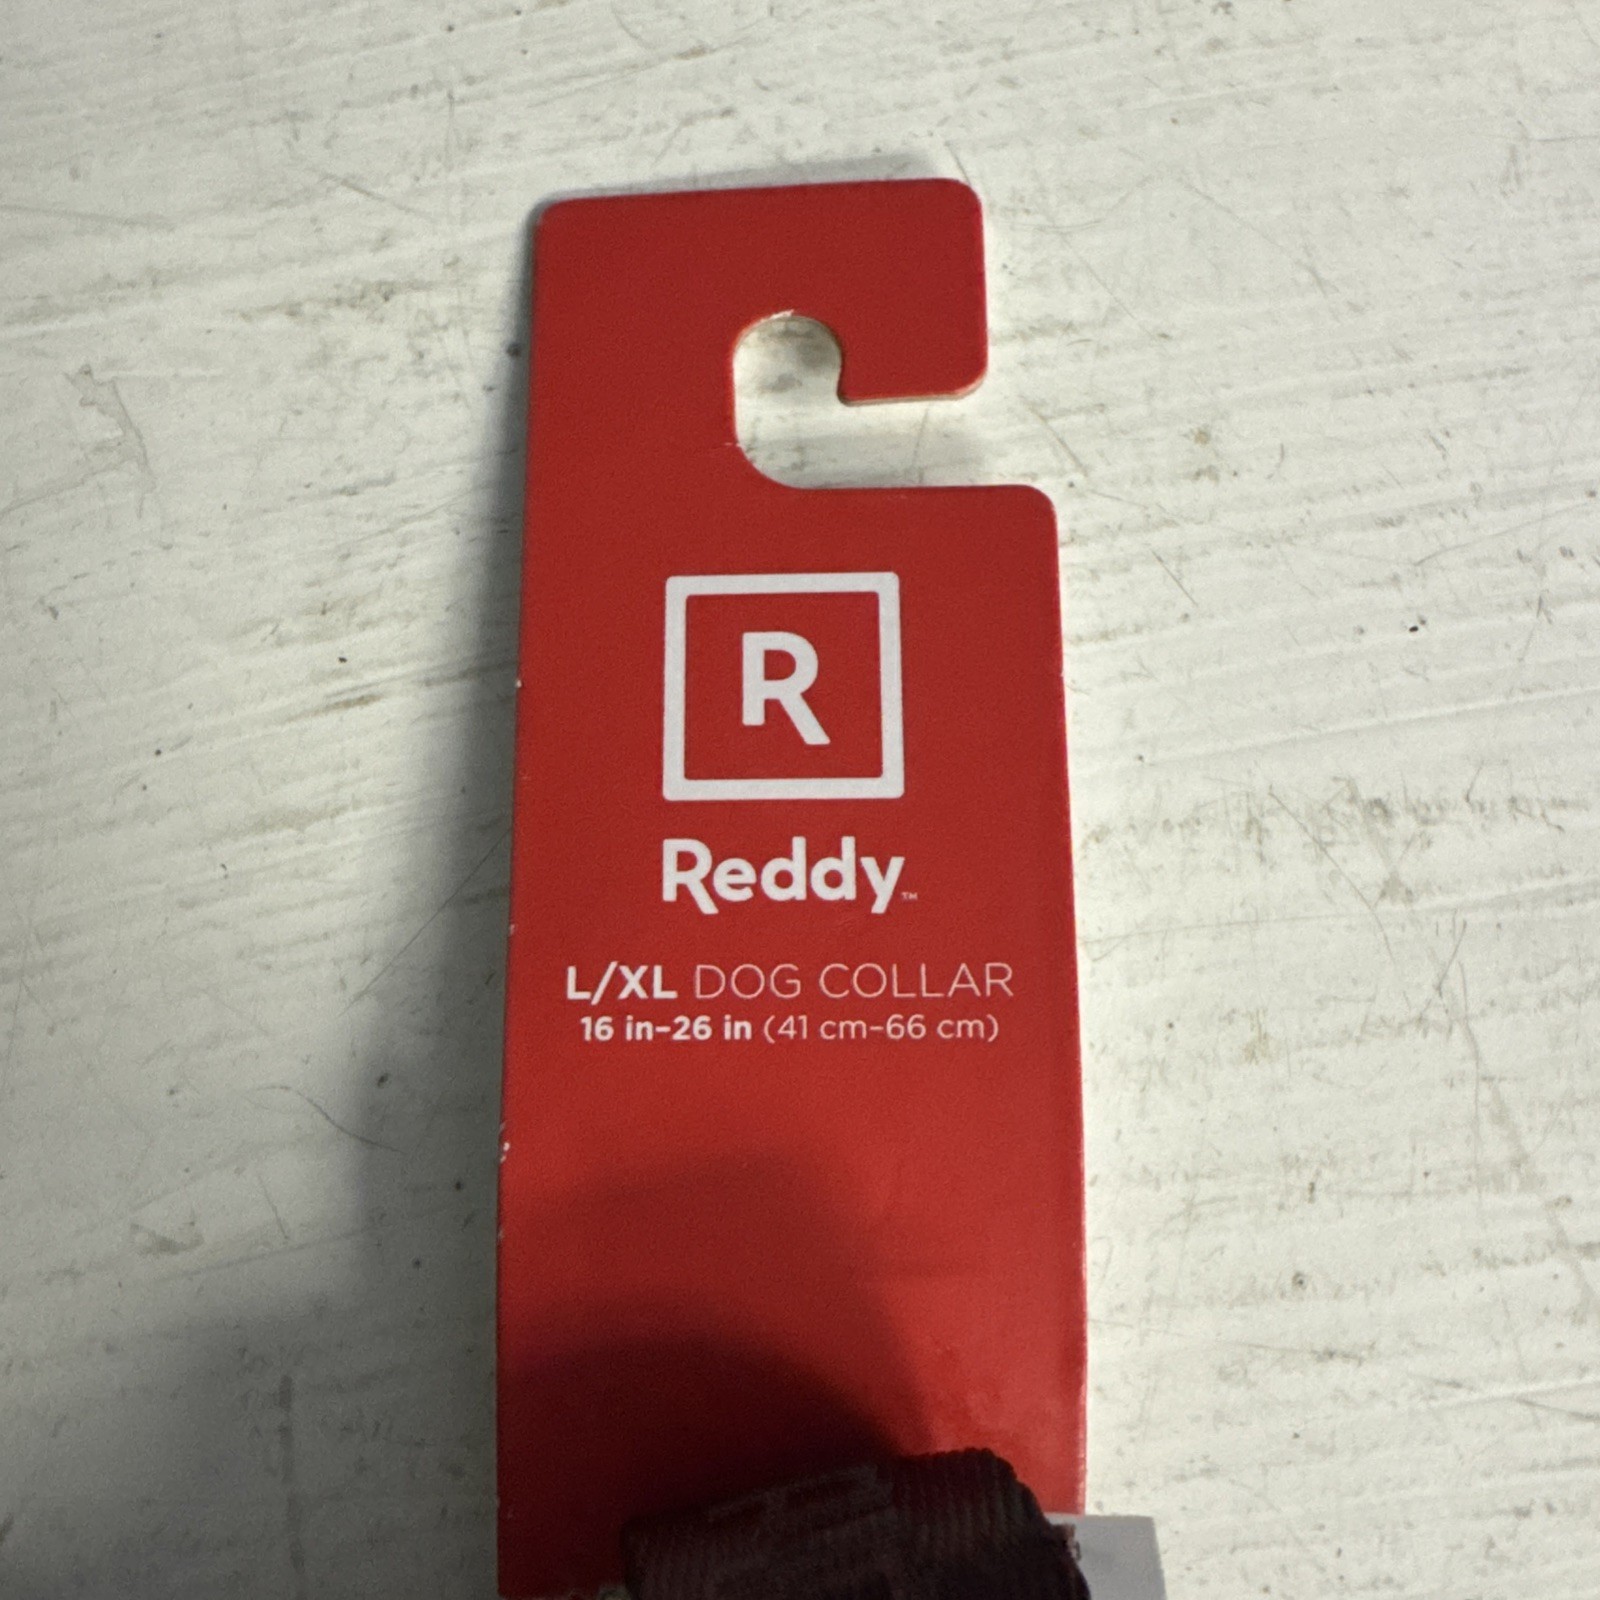 R
Reddy™
L/XL DOG COLLAR
16 in-26 in (41 cm-66 cm)